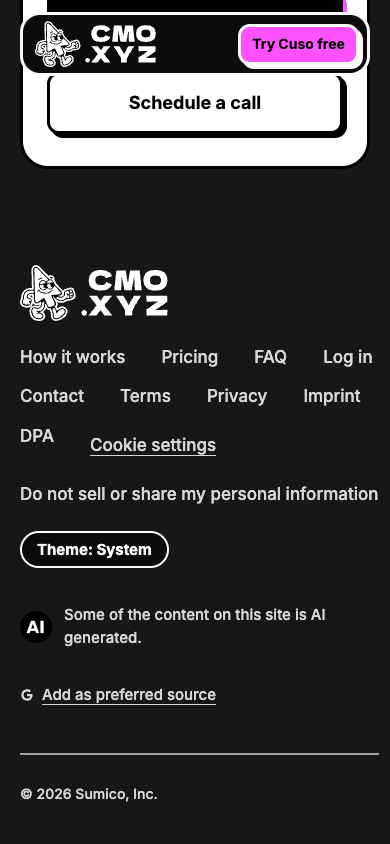 CMO
.XYZ
Try Cuso free
Schedule a call
CMO
.XYZ
How it works Pricing FAQ Log in
Contact Terms Privacy Imprint
DPA Cookie settings
Do not sell or share my personal information
Theme: System
AI
Some of the content on this site is AI
generated.
G Add as preferred source
© 2026 Sumico, Inc.